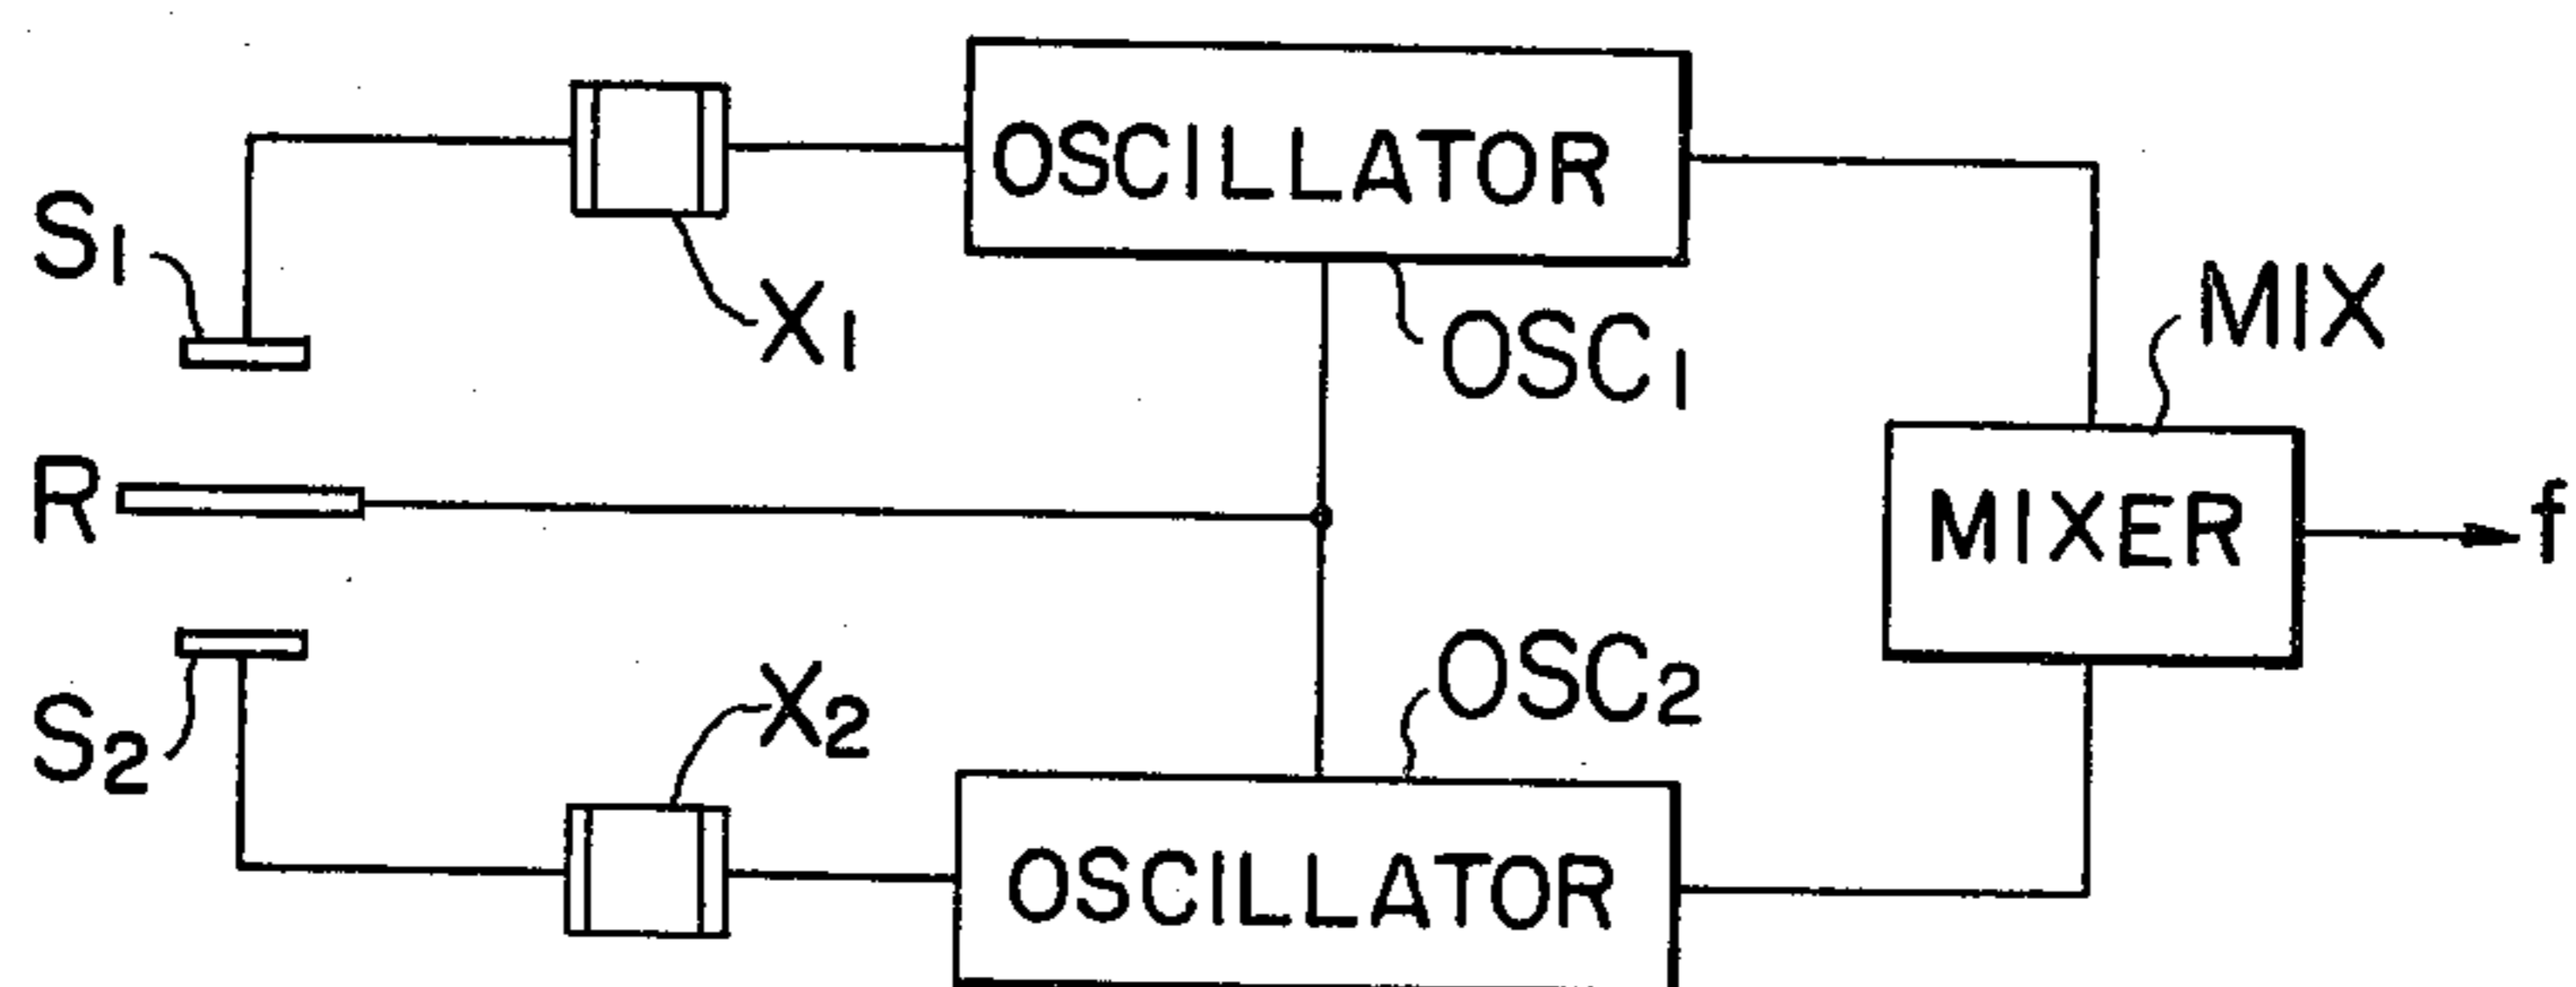 OSCILLATOR
S1
X1
OSC1
MIX
R
MIXER
f
S2
X2
OSC2
OSCILLATOR